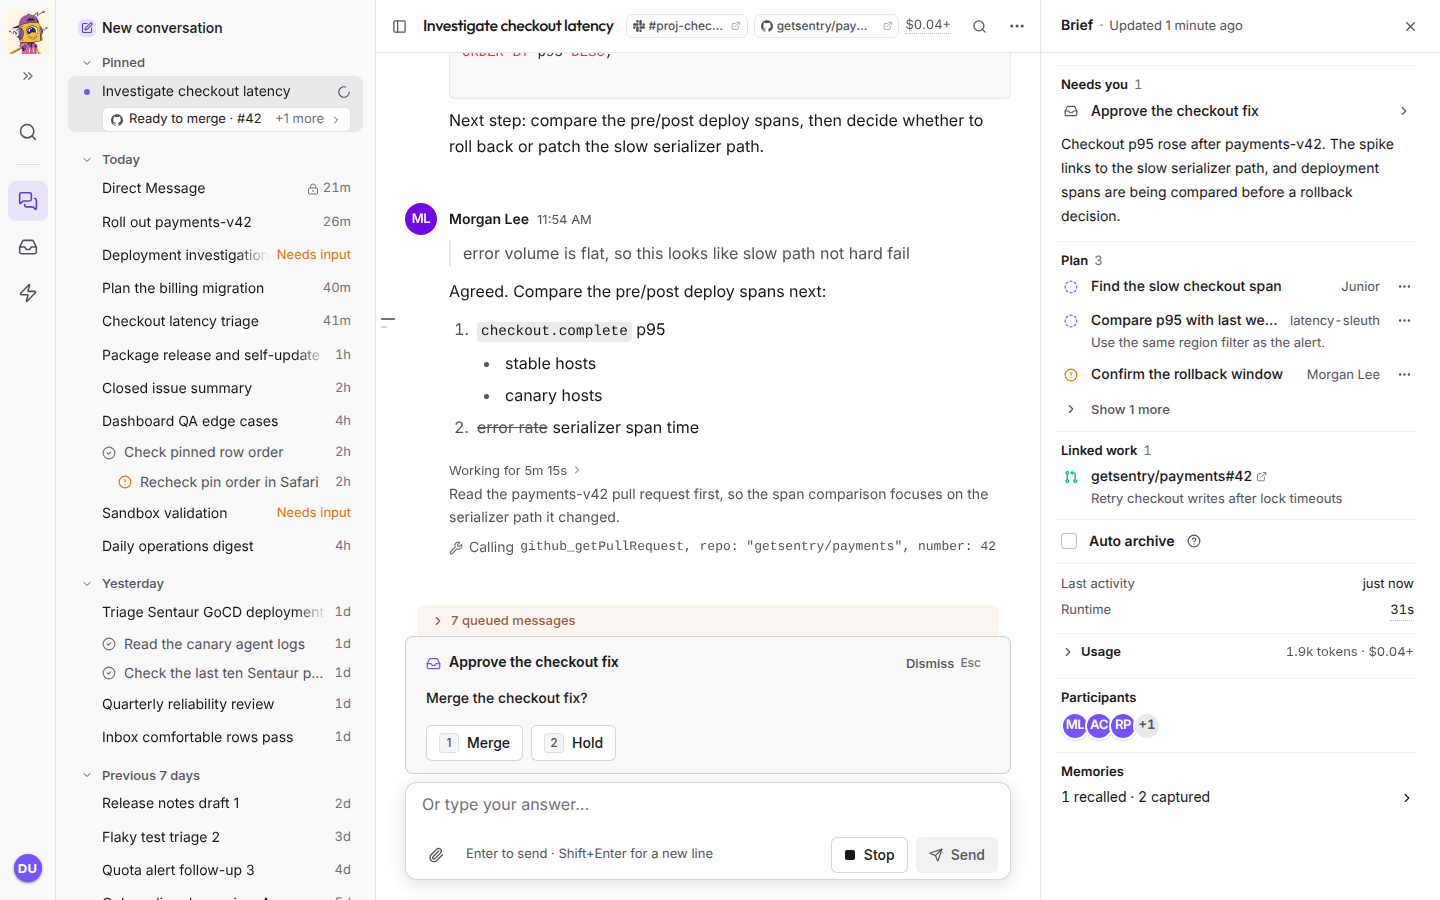 New conversation
Pinned
Investigate checkout latency
Ready to merge · #42 +1 more
Today
Direct Message 21m
Roll out payments-v42 26m
Deployment investigation Needs input
Plan the billing migration 40m
Checkout latency triage 41m
Package release and self-update 1h
Closed issue summary 2h
Dashboard QA edge cases 4h
Check pinned row order 2h
Recheck pin order in Safari 2h
Sandbox validation Needs input
Daily operations digest 4h
Yesterday
Triage Sentaur GoCD deployment 1d
Read the canary agent logs 1d
Check the last ten Sentaur p... 1d
Quarterly reliability review 1d
Inbox comfortable rows pass 1d
Previous 7 days
Release notes draft 1 2d
Flaky test triage 2 3d
Quota alert follow-up 3 4d
DU
Investigate checkout latency #proj-chec... getsentry/pay... $0.04+
ORDER BY p95 DESC;
Next step: compare the pre/post deploy spans, then decide whether to
roll back or patch the slow serializer path.
ML Morgan Lee 11:54 AM
error volume is flat, so this looks like slow path not hard fail
Agreed. Compare the pre/post deploy spans next:
1. checkout.complete p95
• stable hosts
• canary hosts
2. error rate serializer span time
Working for 5m 15s
Read the payments-v42 pull request first, so the span comparison focuses on the
serializer path it changed.
Calling github_getPullRequest, repo: "getsentry/payments", number: 42
7 queued messages
Approve the checkout fix Dismiss Esc
Merge the checkout fix?
1 Merge 2 Hold
Or type your answer...
Enter to send · Shift+Enter for a new line Stop Send
Brief · Updated 1 minute ago
Needs you 1
Approve the checkout fix
Checkout p95 rose after payments-v42. The spike
links to the slow serializer path, and deployment
spans are being compared before a rollback
decision.
Plan 3
Find the slow checkout span Junior
Compare p95 with last we... latency-sleuth
Use the same region filter as the alert.
Confirm the rollback window Morgan Lee
Show 1 more
Linked work 1
getsentry/payments#42
Retry checkout writes after lock timeouts
Auto archive
Last activity just now
Runtime 31s
Usage 1.9k tokens · $0.04+
Participants
ML AC RP +1
Memories
1 recalled · 2 captured